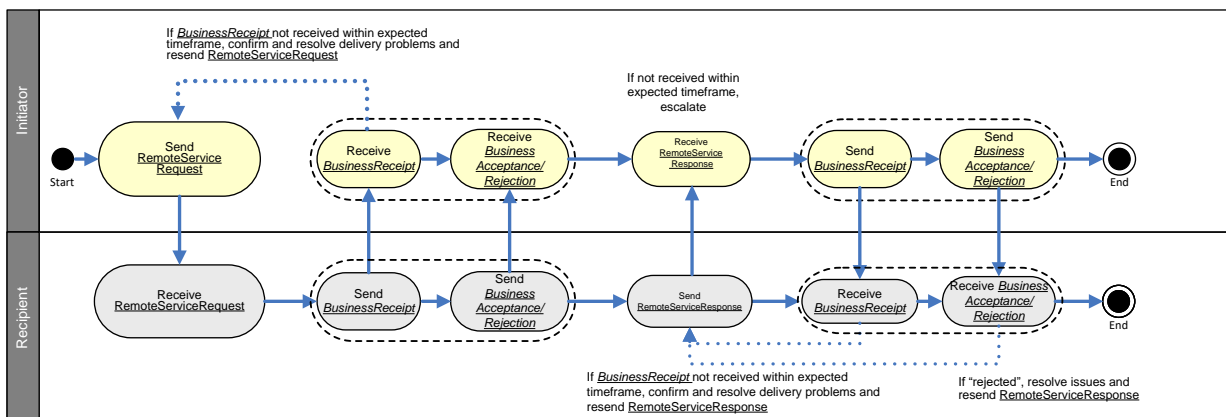 If BusinessReceipt not received within expected
timeframe, confirm and resolve delivery problems and
resend RemoteServiceRequest
If not received within
expected timeframe,
escalate
Initiator
Start
Send
RemoteService
Request
Receive
BusinessReceipt
Receive
Business
Acceptance/
Rejection
Receive
RemoteService
Response
Send
BusinessReceipt
Send
Business
Acceptance/
Rejection
End
Recipient
Receive
RemoteServiceRequest
Send
BusinessReceipt
Send
Business
Acceptance/
Rejection
Send
RemoteServiceResponse
Receive
BusinessReceipt
Receive Business
Acceptance/
Rejection
End
If BusinessReceipt not received within expected
timeframe, confirm and resolve delivery problems and
resend RemoteServiceResponse
If “rejected”, resolve issues and
resend RemoteServiceResponse